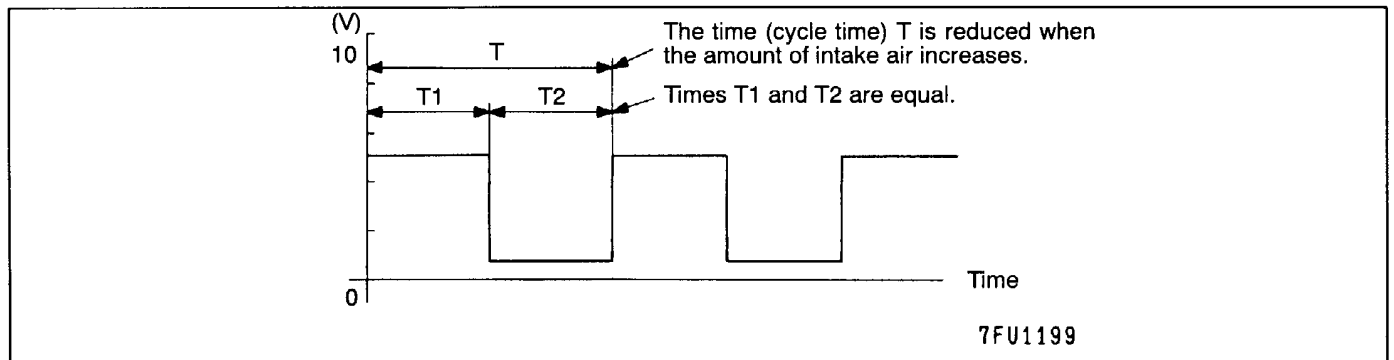 (V)
10
T
The time (cycle time) T is reduced when
the amount of intake air increases.
T1
T2
Times T1 and T2 are equal.
0
Time
7FU1199